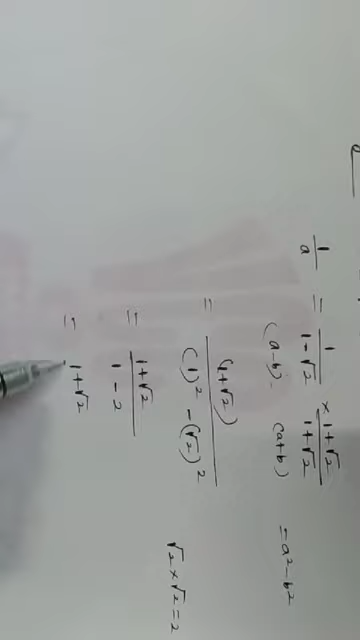 1/a = 1/(1-√2) × (1+√2)/(1+√2)
(a-b) (a+b) = a²-b²
= (1+√2)/((1)² - (√2)²)
√2 × √2 = 2
= (1+√2)/(1-2)
= 1+√2